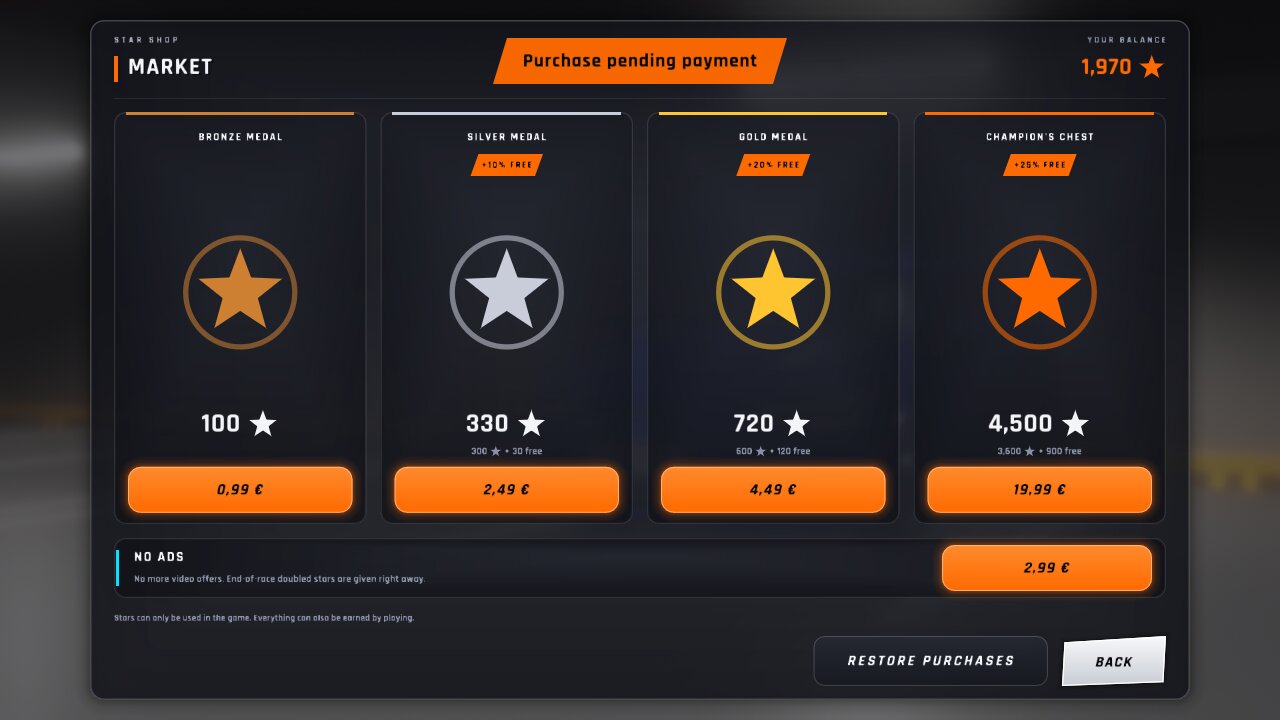 STAR SHOP
MARKET
Purchase pending payment
YOUR BALANCE
1,970
BRONZE MEDAL
100
0,99 €
SILVER MEDAL
+10% FREE
330
300 ★ + 30 free
2,49 €
GOLD MEDAL
+20% FREE
720
600 ★ + 120 free
4,49 €
CHAMPION'S CHEST
+25% FREE
4,500
3,600 ★ + 900 free
19,99 €
NO ADS
No more video offers. End-of-race doubled stars are given right away.
2,99 €
Stars can only be used in the game. Everything can also be earned by playing.
RESTORE PURCHASES
BACK